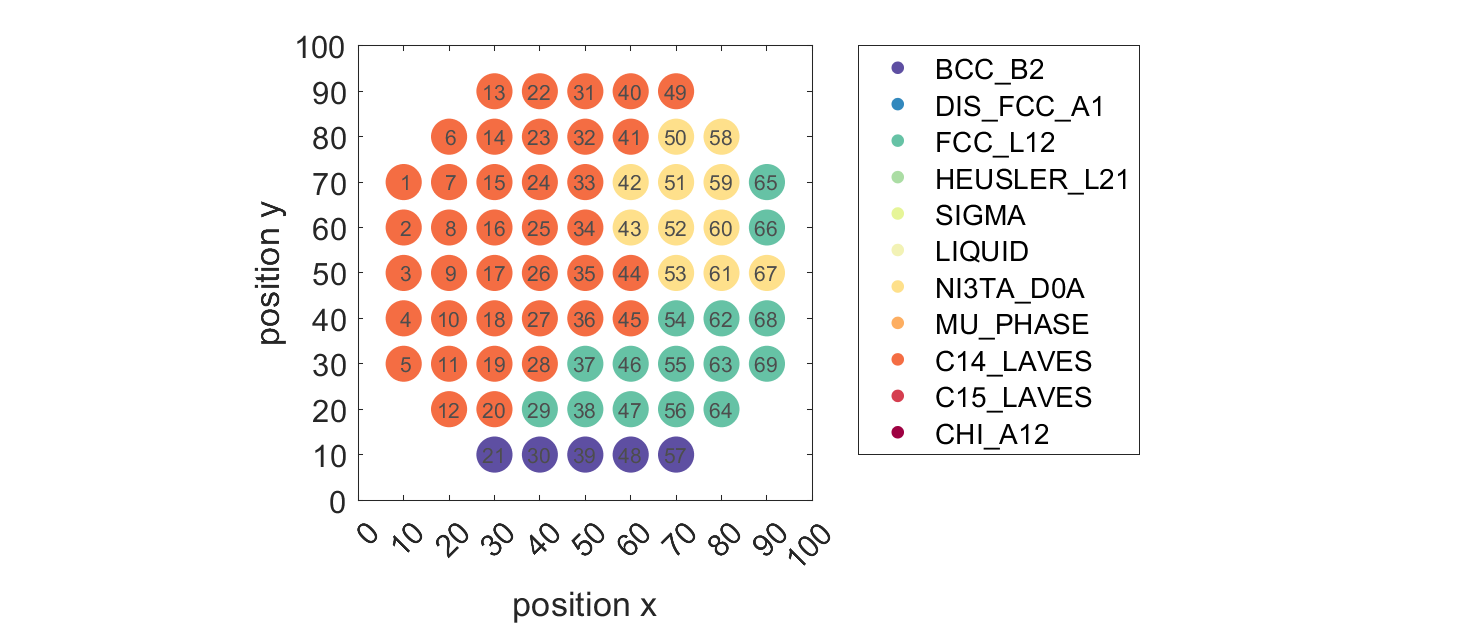 100
90
80
70
60
50
40
30
20
10
0
position y
13 22 31 40 49
6 14 23 32 41 50 58
1 7 15 24 33 42 51 59 65
2 8 16 25 34 43 52 60 66
3 9 17 26 35 44 53 61 67
4 10 18 27 36 45 54 62 68
5 11 19 28 37 46 55 63 69
12 20 29 38 47 56 64
21 30 39 48 57
0 10 20 30 40 50 60 70 80 90 100
position x
BCC_B2
DIS_FCC_A1
FCC_L12
HEUSLER_L21
SIGMA
LIQUID
NI3TA_D0A
MU_PHASE
C14_LAVES
C15_LAVES
CHI_A12